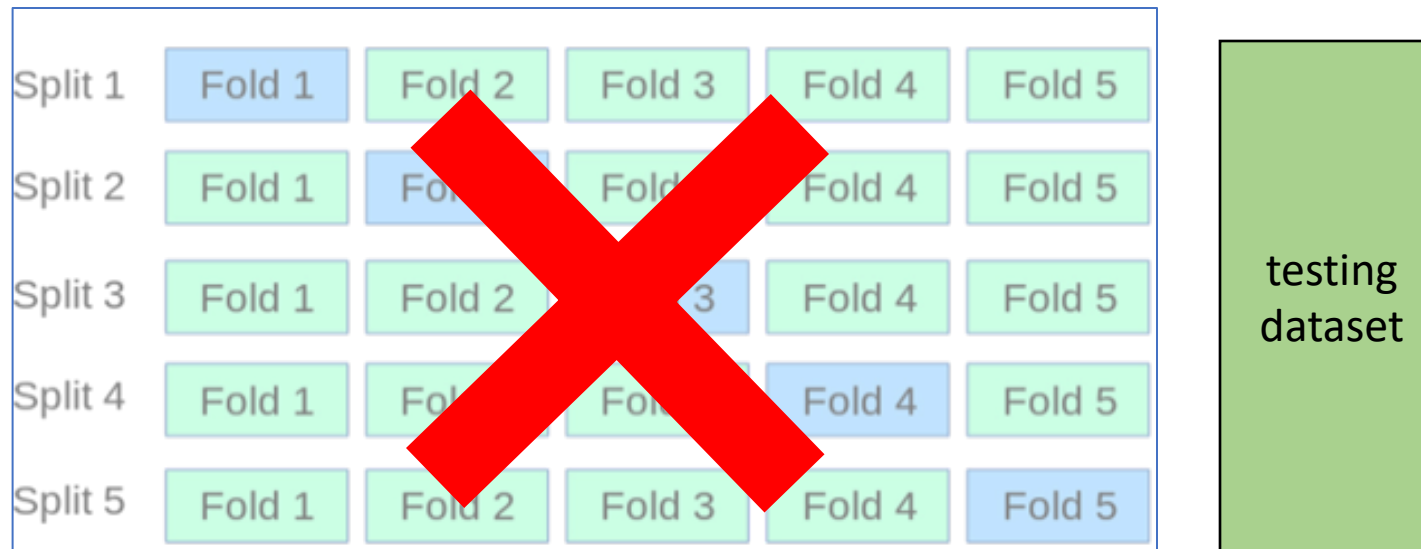 Split 1 Fold 1 Fold 2 Fold 3 Fold 4 Fold 5
Split 2 Fold 1 Fold 4 Fold 5
Split 3 Fold 1 Fold 2 3 Fold 4 Fold 5
Split 4 Fold 1 Fold 4 Fold 5
Split 5 Fold 1 Fold 2 Fold 3 Fold 4 Fold 5
testing
dataset